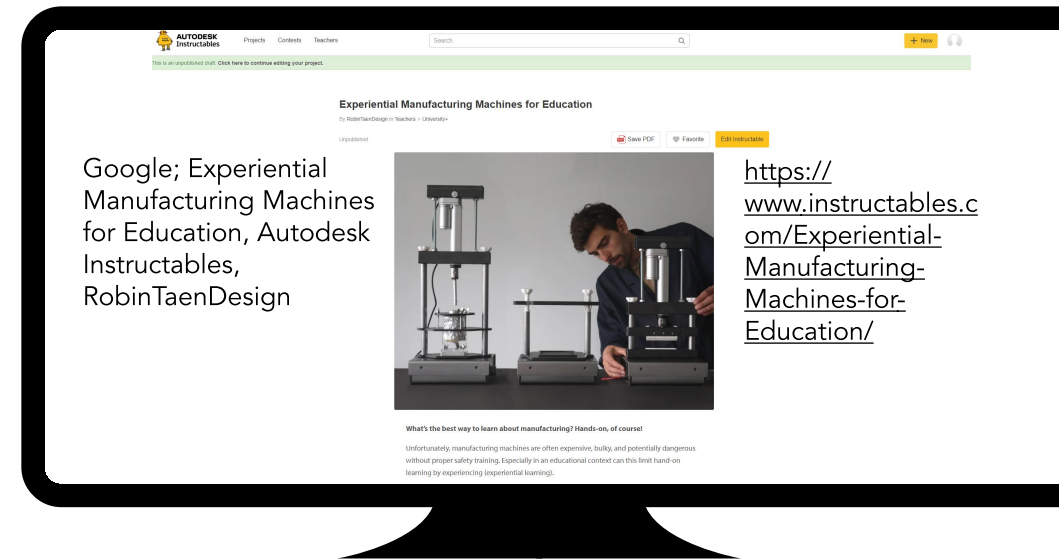 AUTODESK
Instructables
Projects
Contests
Teachers
Search
+ New
This is an unpublished draft. Click here to continue editing your project.
Experiential Manufacturing Machines for Education
By RobinTaenDesign in Teachers > University+
Unpublished
Save PDF
Favorite
Edit Instructable
Google; Experiential
Manufacturing Machines
for Education, Autodesk
Instructables,
RobinTaenDesign
https://
www.instructables.c
om/Experiential-
Manufacturing-
Machines-for-
Education/
What's the best way to learn about manufacturing? Hands-on, of course!
Unfortunately, manufacturing machines are often expensive, bulky, and potentially dangerous
without proper safety training. Especially in an educational context can this limit hand-on
learning by experiencing (experiential learning).